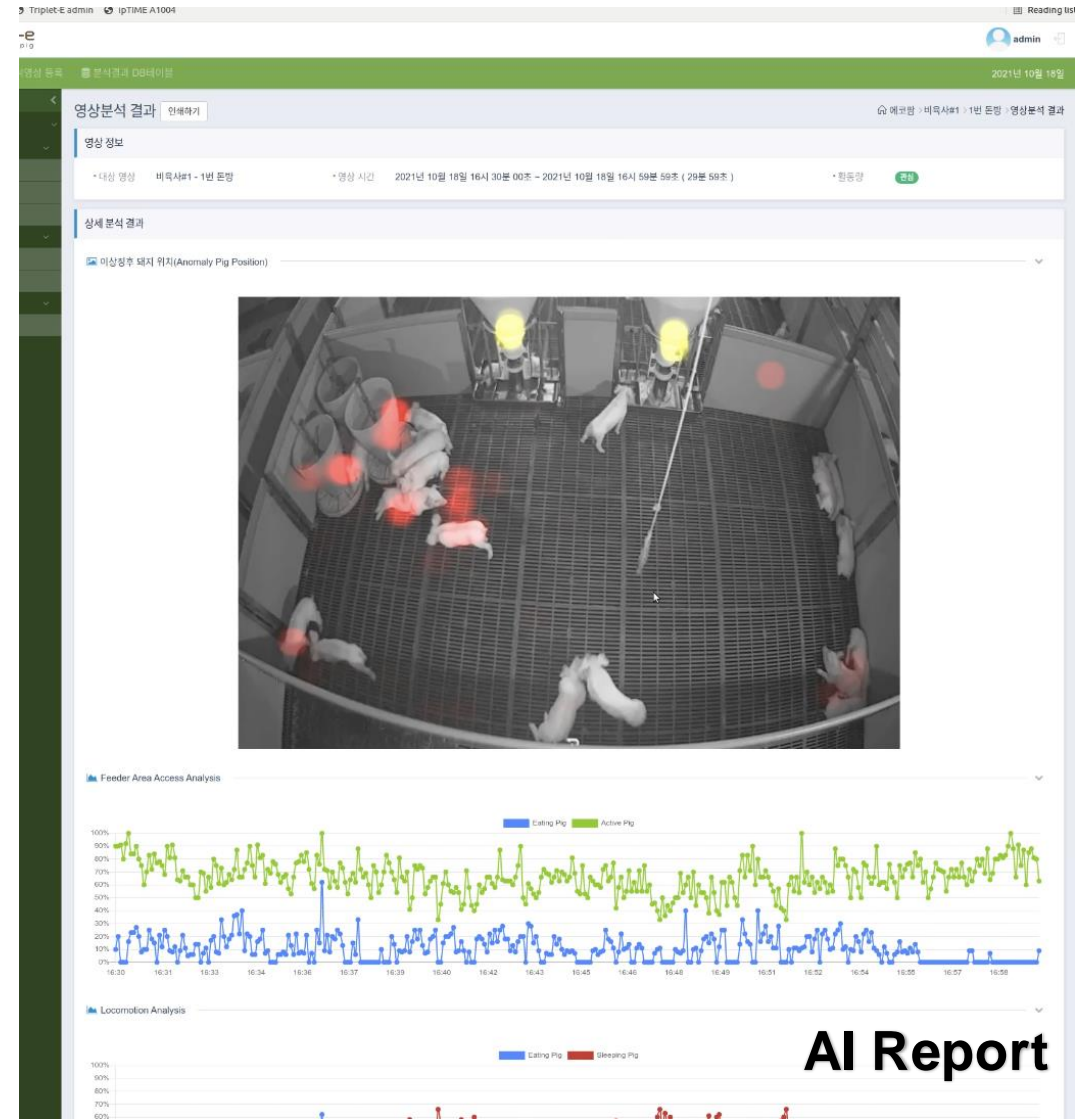 Triplet-E admin ipTIME A1004 Reading list
-e
admin
영상 등록 분석결과 DB테이블 2021년 10월 18일
영상분석 결과 인쇄하기 에코팜 > 비육사#1 > 1번 돈방 > 영상분석 결과
영상 정보
• 대상 영상 비육사#1 - 1번 돈방 • 영상 시간 2021년 10월 18일 16시 30분 00초 ~ 2021년 10월 18일 16시 59분 59초 ( 29분 59초 ) • 활동량 관심
상세 분석 결과
이상징후 돼지 위치(Anomaly Pig Position)
Feeder Area Access Analysis
Eating Pig Active Pig
100%
90%
80%
70%
60%
50%
40%
30%
20%
10%
0%
16:30 16:31 16:33 16:34 16:36 16:37 16:39 16:40 16:42 16:43 16:45 16:46 16:48 16:49 16:51 16:52 16:54 16:55 16:57 16:58
Locomotion Analysis
Eating Pig Sleeping Pig
AI Report
100%
90%
80%
70%
60%